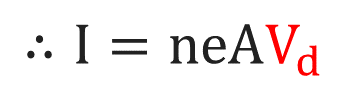 ∴ I = neAV_d